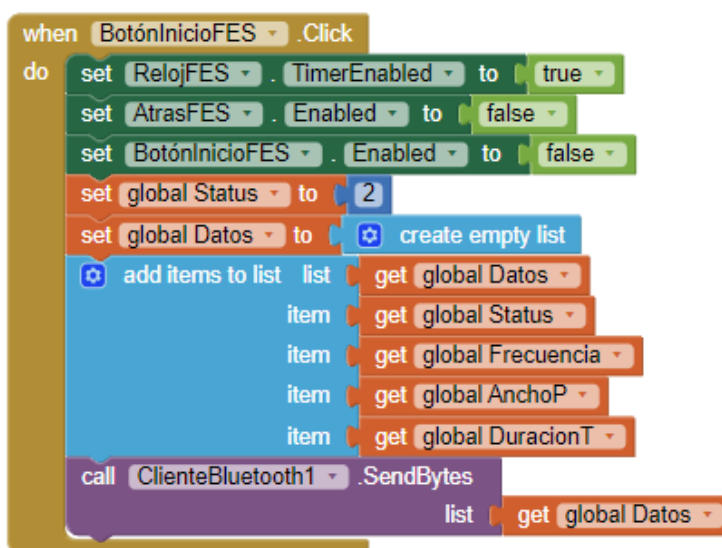 when BotónInicioFES .Click
do set RelojFES . TimerEnabled to true
set AtrasFES . Enabled to false
set BotónInicioFES . Enabled to false
set global Status to 2
set global Datos to create empty list
add items to list list get global Datos
item get global Status
item get global Frecuencia
item get global AnchoP
item get global DuracionT
call ClienteBluetooth1 .SendBytes
list get global Datos